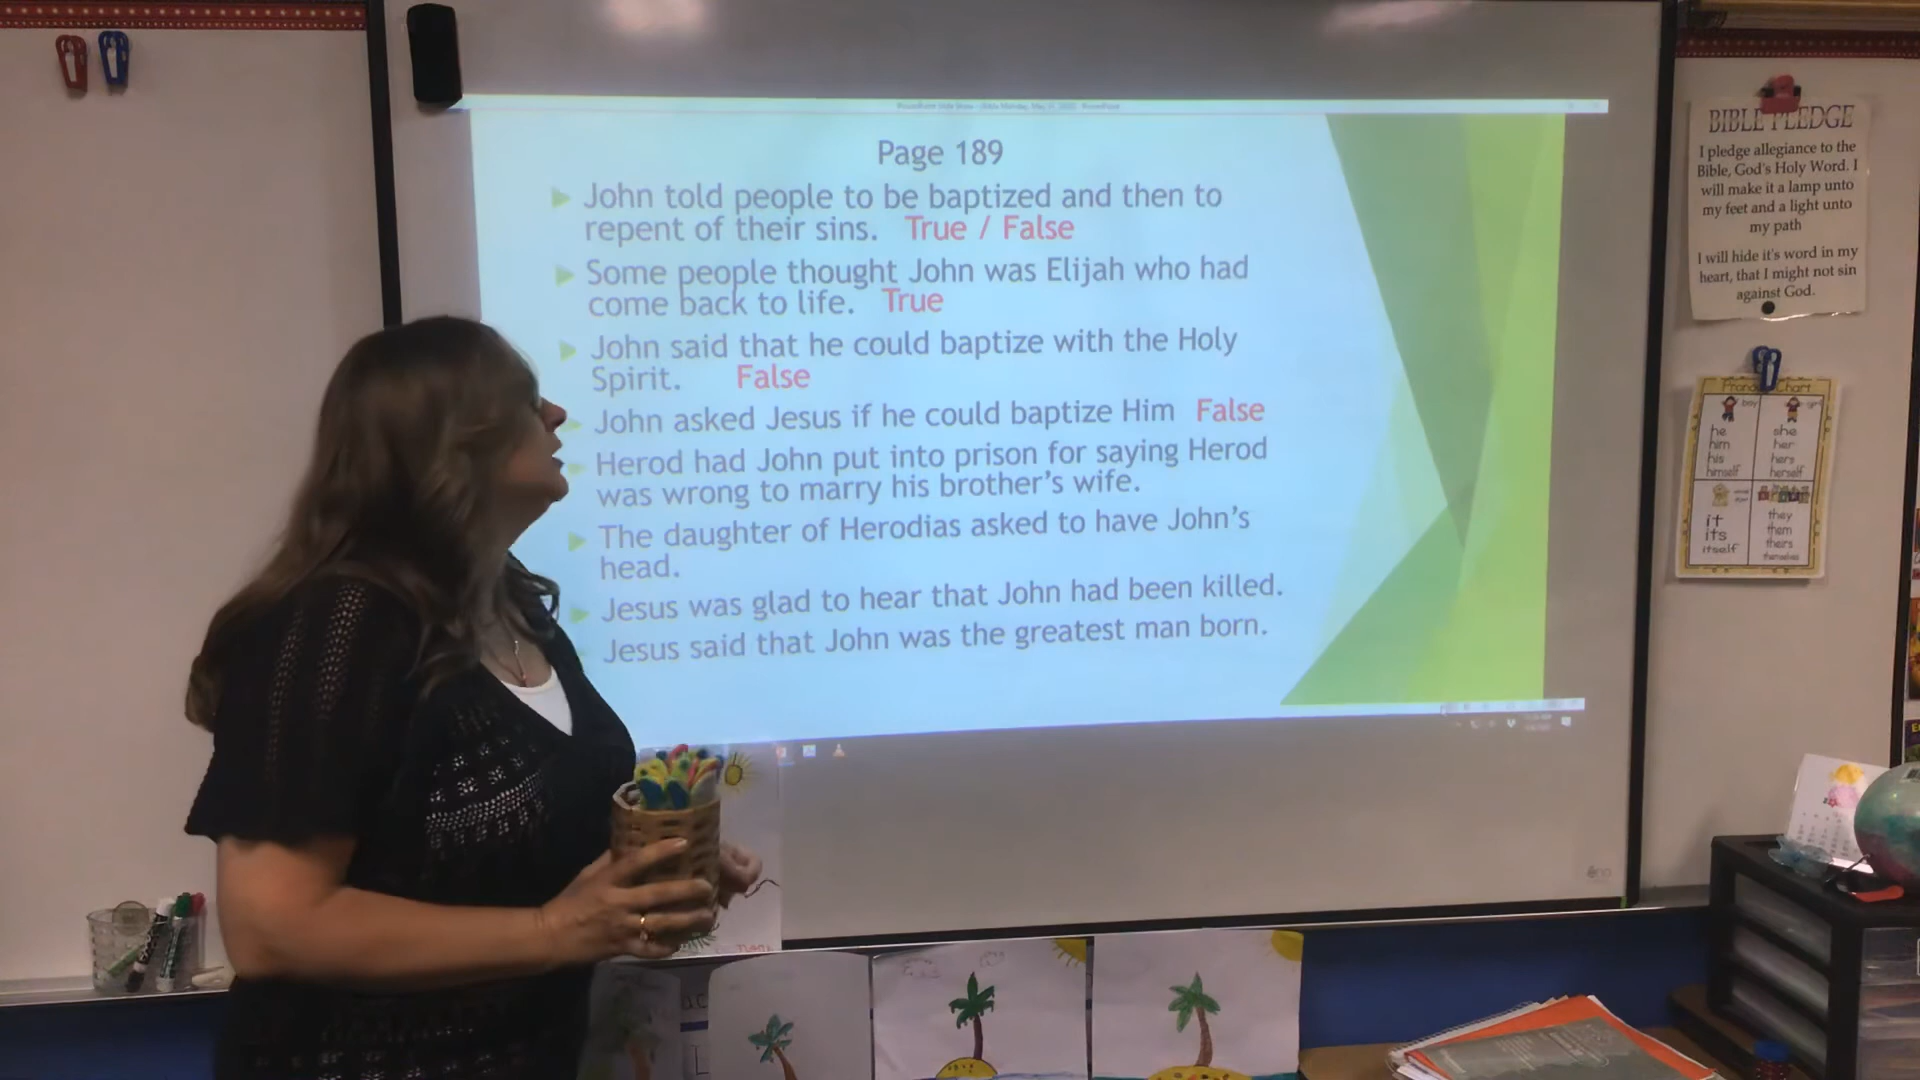 Page 189
John told people to be baptized and then to
repent of their sins. True / False
Some people thought John was Elijah who had
come back to life. True
John said that he could baptize with the Holy
Spirit. False
John asked Jesus if he could baptize Him False
Herod had John put into prison for saying Herod
was wrong to marry his brother's wife.
The daughter of Herodias asked to have John's
head.
Jesus was glad to hear that John had been killed.
Jesus said that John was the greatest man born.
BIBLE PLEDGE
I pledge allegiance to the
Bible, God's Holy Word. I
will make it a lamp unto
my feet and a light unto
my path
I will hide it's word in my
heart, that I might not sin
against God.
Chart
boy
he
him
his
himself
girl
she
her
hers
herself
it
its
itself
they
them
theirs
themselves